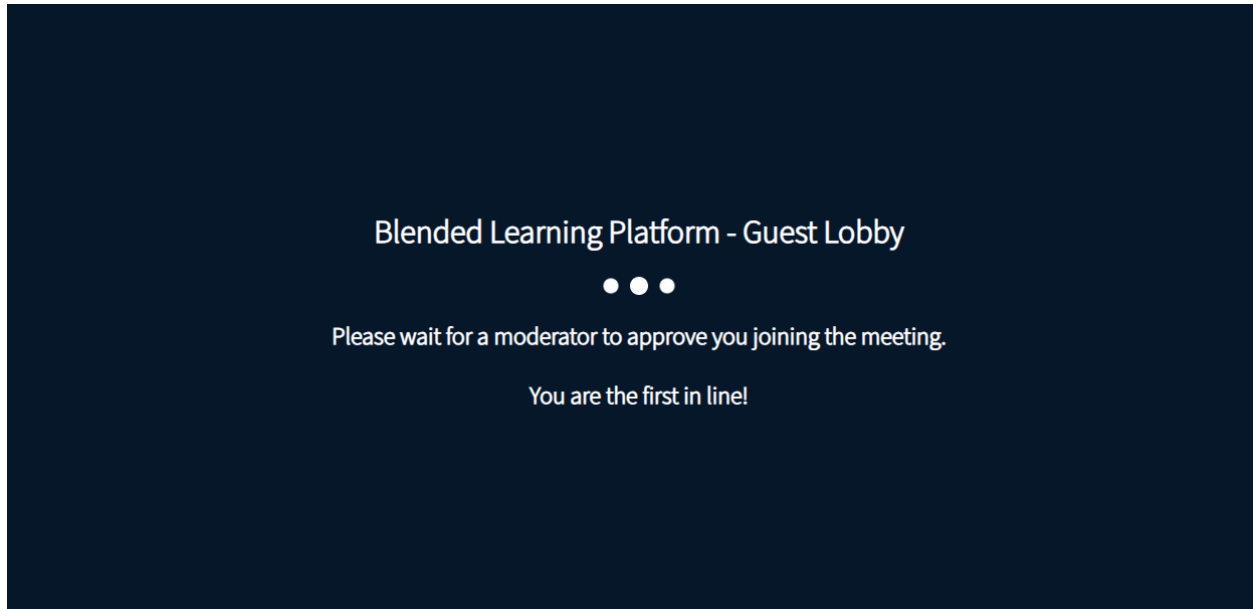 Blended Learning Platform - Guest Lobby
Please wait for a moderator to approve you joining the meeting.
You are the first in line!